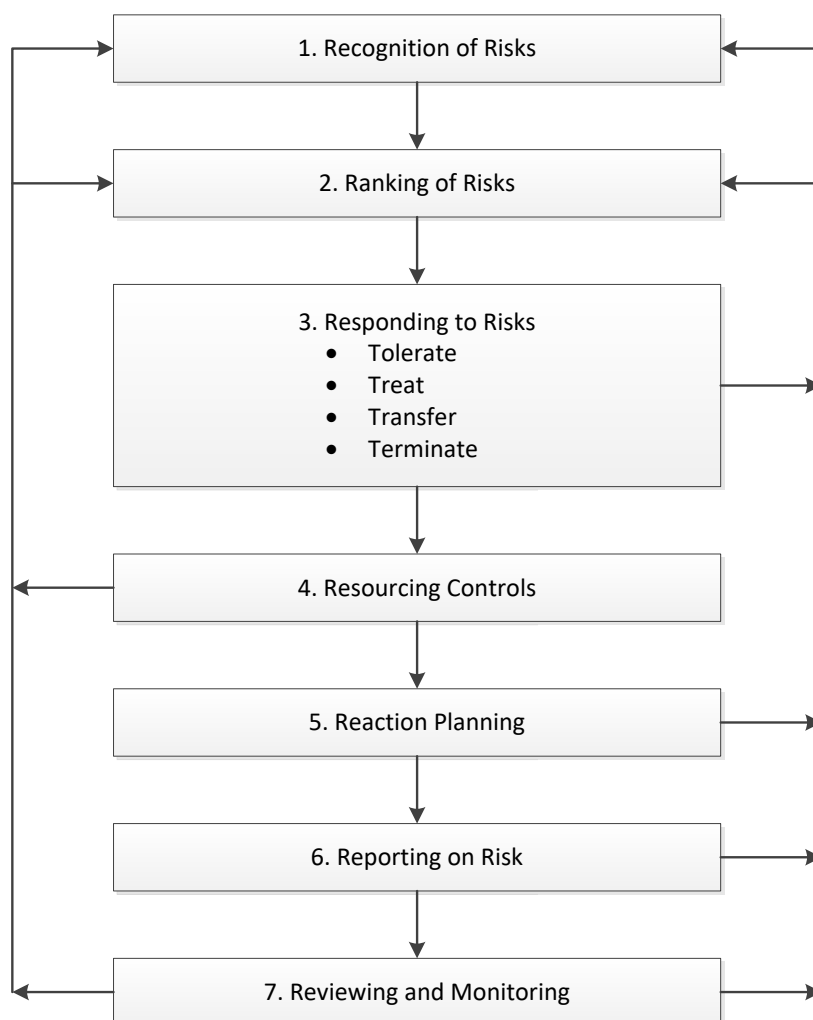 1. Recognition of Risks
2. Ranking of Risks
3. Responding to Risks
• Tolerate
• Treat
• Transfer
• Terminate
4. Resourcing Controls
5. Reaction Planning
6. Reporting on Risk
7. Reviewing and Monitoring